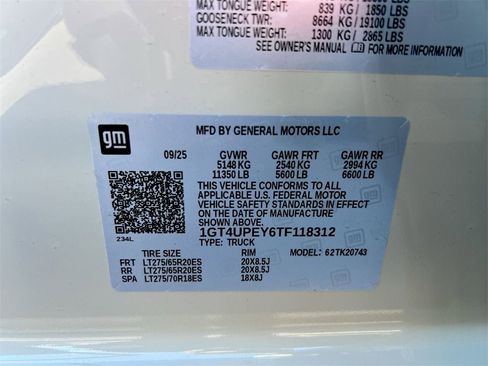 MAX TONGUE WEIGHT: 839 KG / 1850 LBS
GOOSENECK TWR: 8664 KG / 19100 LBS
MAX TONGUE WEIGHT: 1300 KG / 2865 LBS
SEE OWNER'S MANUAL FOR MORE INFORMATION
gm
MFD BY GENERAL MOTORS LLC
09/25 GVWR GAWR FRT GAWR RR
5148 KG 2540 KG 2994 KG
11350 LB 5600 LB 6600 LB
THIS VEHICLE CONFORMS TO ALL
APPLICABLE U.S. FEDERAL MOTOR
VEHICLE SAFETY STANDARDS IN
EFFECT ON THE DATE OF MANUFACTURE
SHOWN ABOVE.
1GT4UPEY6TF118312
TYPE: TRUCK MODEL: 62TK20743
234L
TIRE SIZE RIM
FRT LT275/65R20ES 20X8.5J
RR LT275/65R20ES 20X8.5J
SPA LT275/70R18ES 18X8J